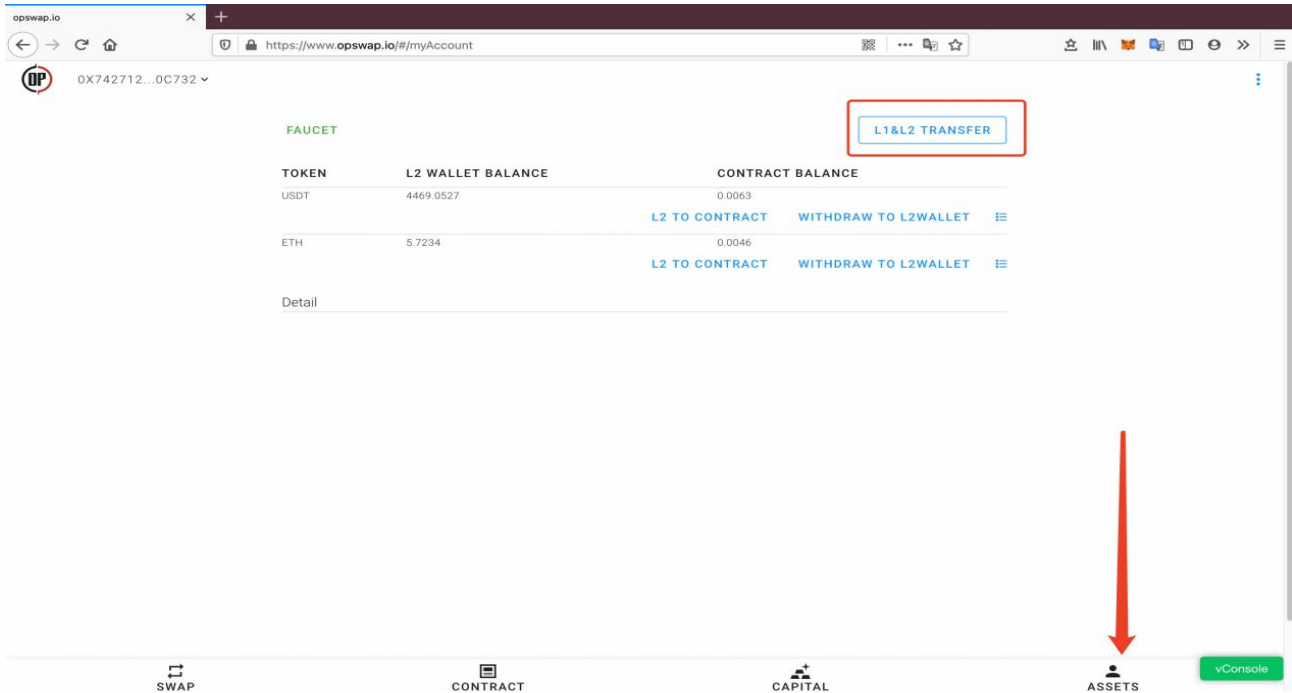 opswap.io
https://www.opswap.io/#/myAccount
OP 0X742712...0C732
FAUCET L1&L2 TRANSFER
TOKEN L2 WALLET BALANCE CONTRACT BALANCE
USDT 4469.0527 0.0063
L2 TO CONTRACT WITHDRAW TO L2WALLET
ETH 5.7234 0.0046
L2 TO CONTRACT WITHDRAW TO L2WALLET
Detail
vConsole
SWAP CONTRACT CAPITAL ASSETS